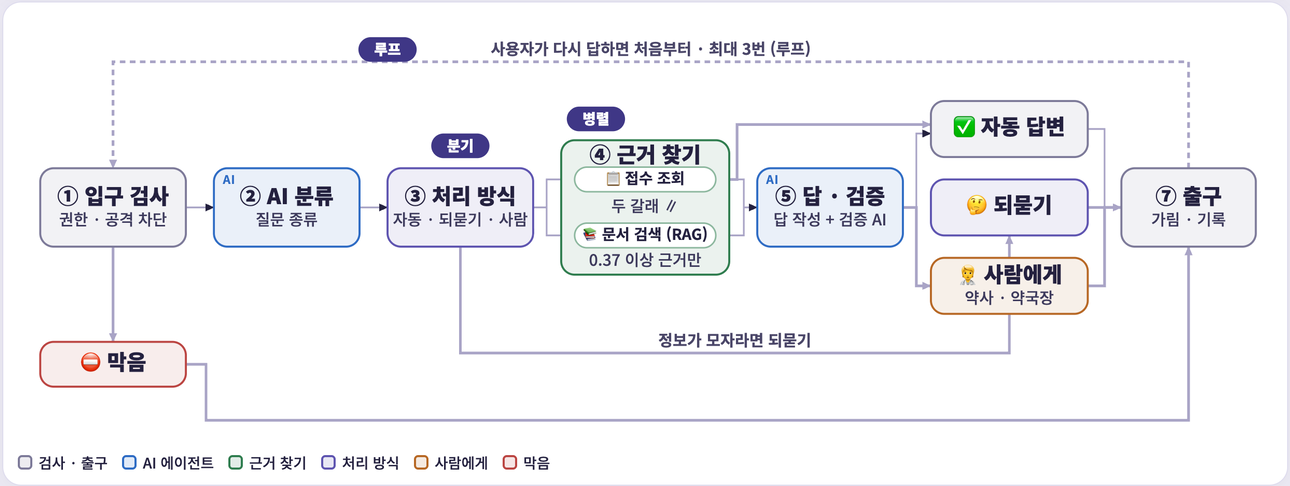 루프
사용자가 다시 답하면 처음부터 · 최대 3번 (루프)
분기
병렬
① 입구 검사
권한 · 공격 차단
AI
② AI 분류
질문 종류
③ 처리 방식
자동 · 되묻기 · 사람
④ 근거 찾기
📋 접수 조회
두 갈래 //
📚 문서 검색 (RAG)
0.37 이상 근거만
AI
⑤ 답 · 검증
답 작성 + 검증 AI
✅ 자동 답변
🤔 되묻기
🧑‍⚕️ 사람에게
약사 · 약국장
⑦ 출구
가림 · 기록
정보가 모자라면 되묻기
⛔ 막음
검사 · 출구
AI 에이전트
근거 찾기
처리 방식
사람에게
막음